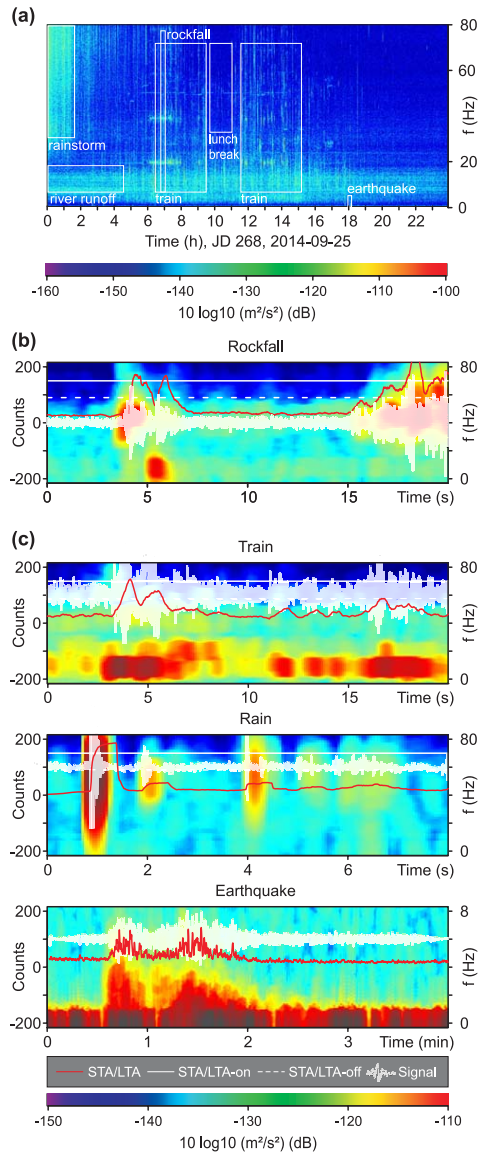 (a)
rockfall
rainstorm
lunch
break
river runoff
train
train
earthquake
80
60
20
0
f (Hz)
0 2 4 6 8 10 12 14 16 18 20 22
Time (h), JD 268, 2014-09-25
-160 -150 -140 -130 -120 -110 -100
10 log10 (m²/s²) (dB)
(b)
Rockfall
200
0
-200
Counts
80
0
f (Hz)
0 5 10 15 Time (s)
(c)
Train
200
0
-200
Counts
80
0
f (Hz)
0 5 10 15 Time (s)
Rain
200
0
-200
Counts
80
0
f (Hz)
0 2 4 6 Time (s)
Earthquake
200
0
-200
Counts
8
0
f (Hz)
0 1 2 3 Time (min)
STA/LTA STA/LTA-on STA/LTA-off Signal
-150 -140 -130 -120 -110
10 log10 (m²/s²) (dB)